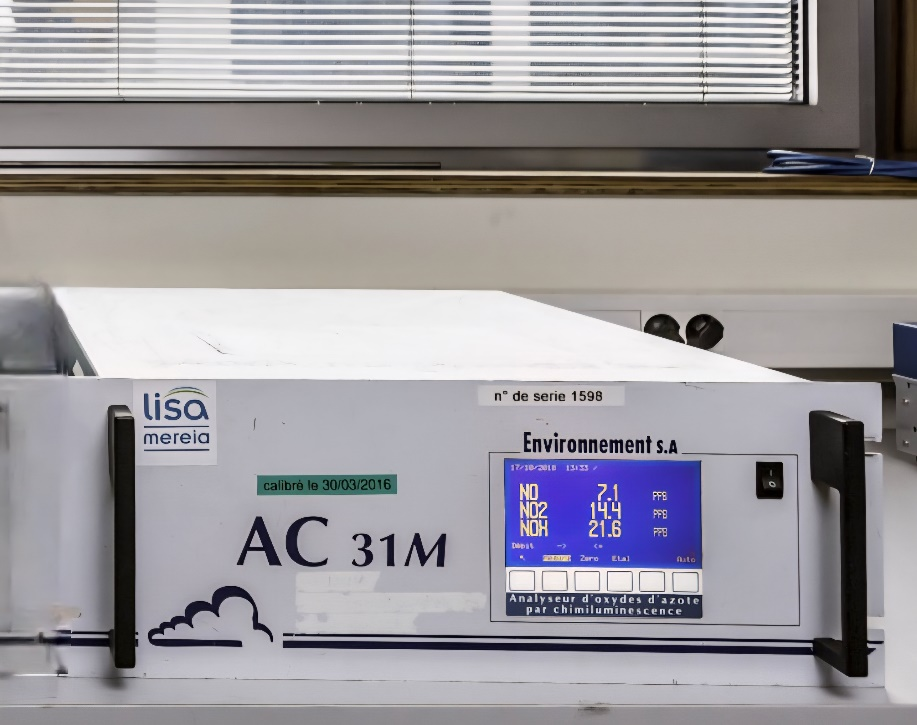 lisa
mereia
n° de serie 1598
Environnement s.a
calibré le 30/03/2016
AC 31M
17/10/2018 13:33
NO 7.1 PPB
NO2 14.4 PPB
NOX 21.6 PPB
Débit -> <=
Zero Etal Auto
Analyseur d'oxydes d'azote
par chimiluminescence